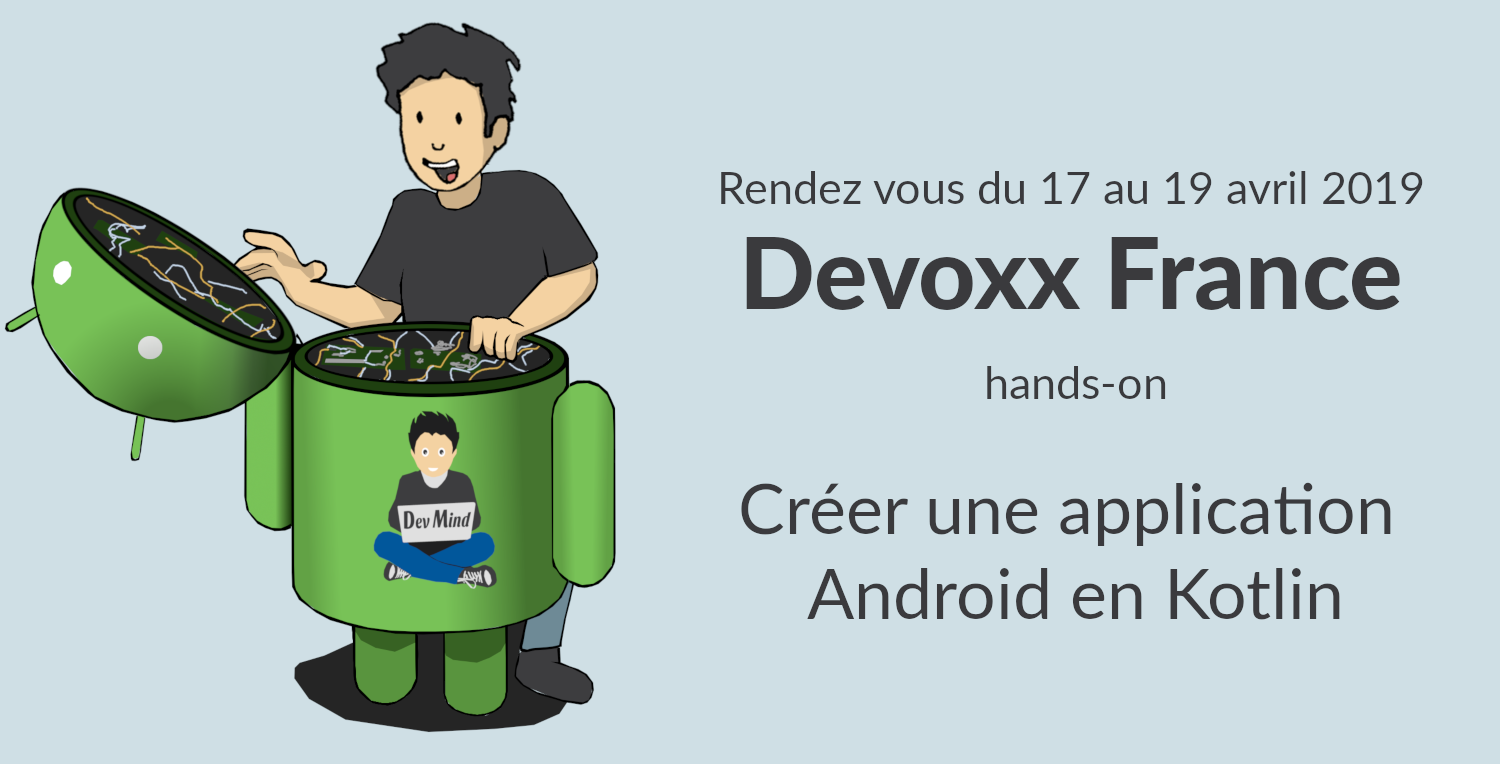 Rendez vous du 17 au 19 avril 2019
Devoxx France
hands-on
Créer une application
Android en Kotlin
Dev Mind